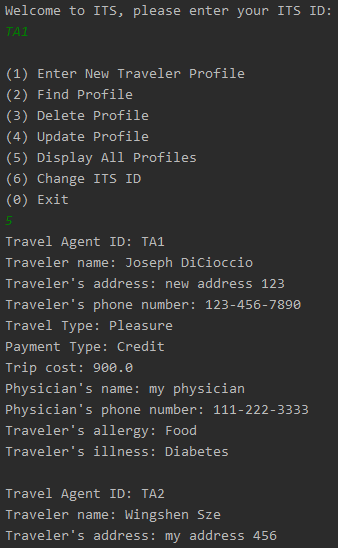 Welcome to ITS, please enter your ITS ID:
TA1
(1) Enter New Traveler Profile
(2) Find Profile
(3) Delete Profile
(4) Update Profile
(5) Display All Profiles
(6) Change ITS ID
(0) Exit
5
Travel Agent ID: TA1
Traveler name: Joseph DiCioccio
Traveler's address: new address 123
Traveler's phone number: 123-456-7890
Travel Type: Pleasure
Payment Type: Credit
Trip cost: 900.0
Physician's name: my physician
Physician's phone number: 111-222-3333
Traveler's allergy: Food
Traveler's illness: Diabetes
Travel Agent ID: TA2
Traveler name: Wingshen Sze
Traveler's address: my address 456